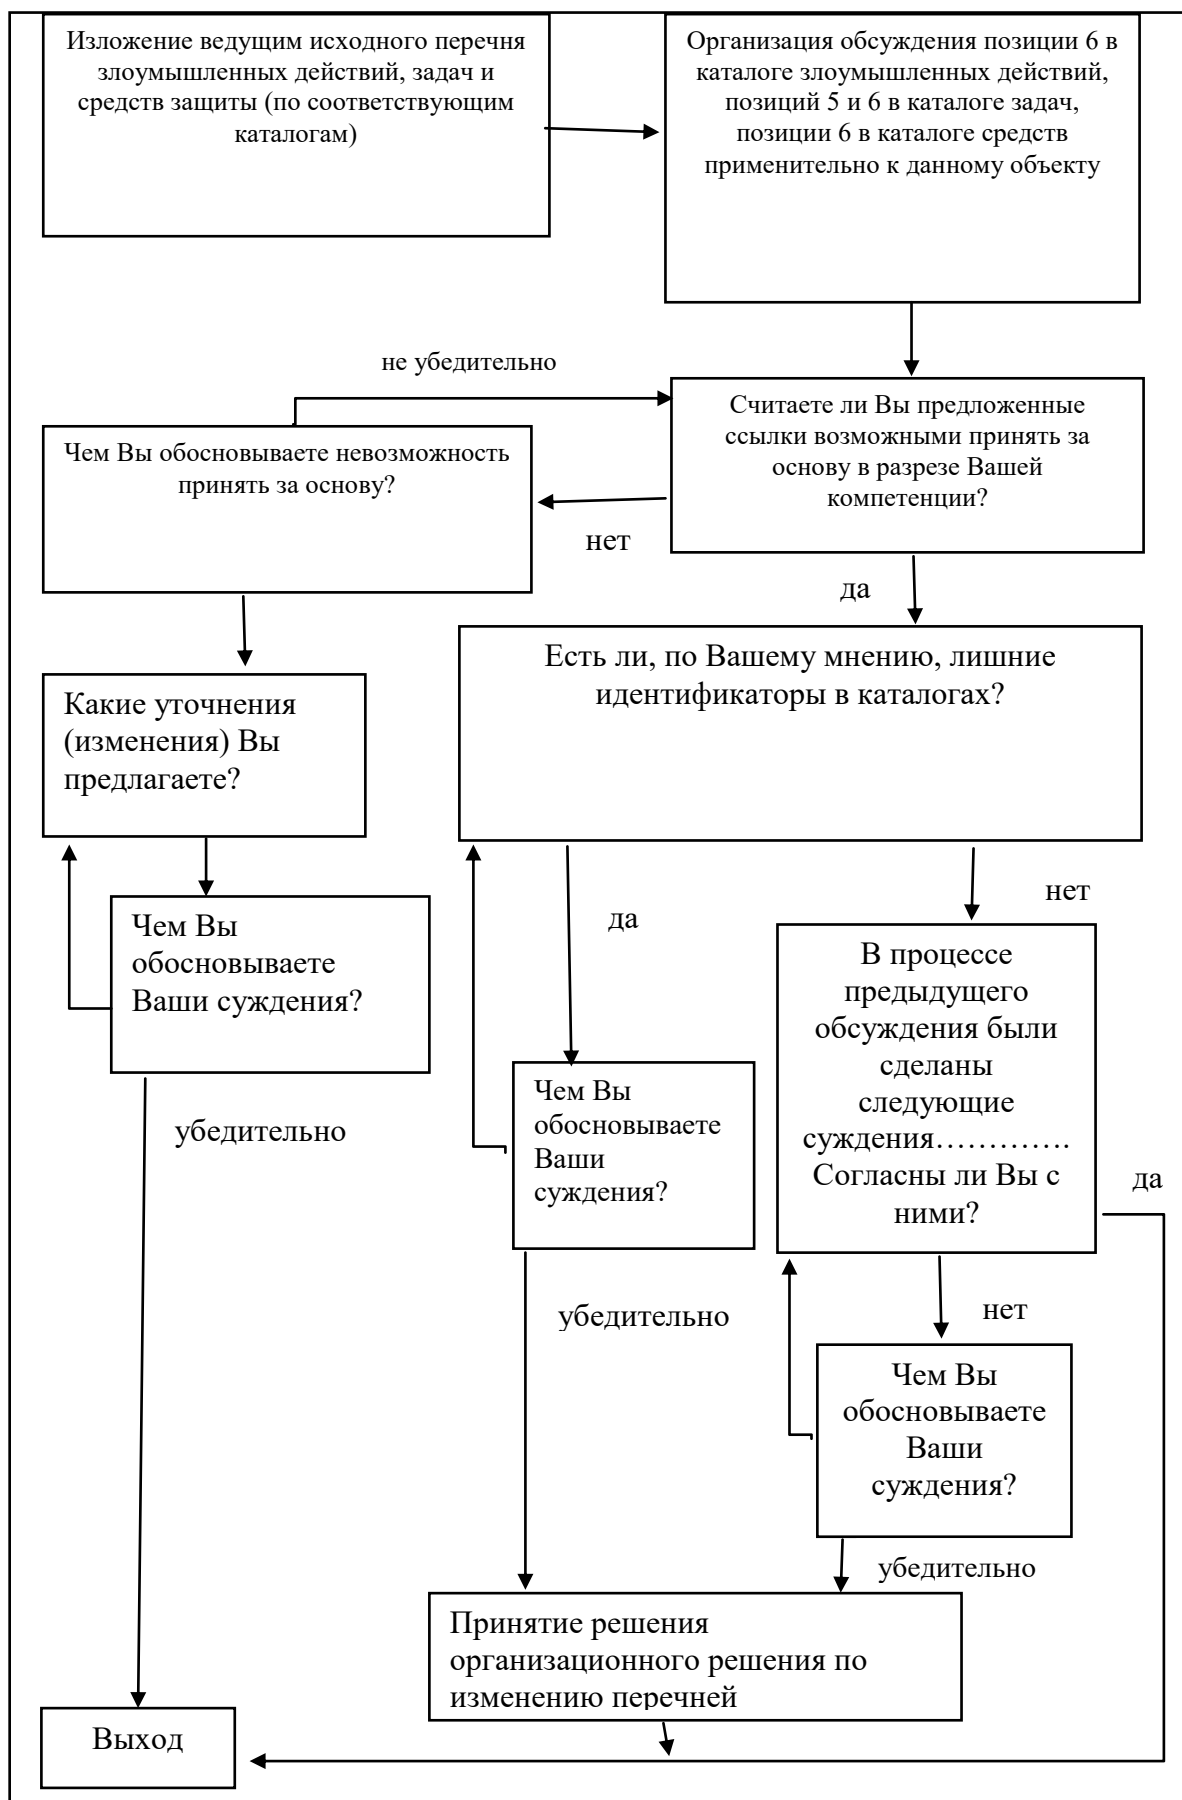 Изложение ведущим исходного перечня
злоумышленных действий, задач и
средств защиты (по соответствующим
каталогам)
Организация обсуждения позиции 6 в
каталоге злоумышленных действий,
позиций 5 и 6 в каталоге задач,
позиции 6 в каталоге средств
применительно к данному объекту
не убедительно
Считаете ли Вы предложенные
ссылки возможными принять за
основу в разрезе Вашей
компетенции?
Чем Вы обосновываете невозможность
принять за основу?
нет
да
Есть ли, по Вашему мнению, лишние
идентификаторы в каталогах?
Какие уточнения
(изменения) Вы
предлагаете?
Чем Вы
обосновываете
Ваши суждения?
да
нет
В процессе
предыдущего
обсуждения были
сделаны
следующие
суждения………….
Согласны ли Вы с
ними?
Чем Вы
обосновываете
Ваши
суждения?
убедительно
да
убедительно
нет
Чем Вы
обосновываете
Ваши
суждения?
убедительно
Принятие решения
организационного решения по
изменению перечней
Выход